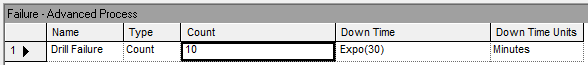 Failure - Advanced Process
Name Type Count Down Time Down Time Units
1 Drill Failure Count 10 Expo(30) Minutes